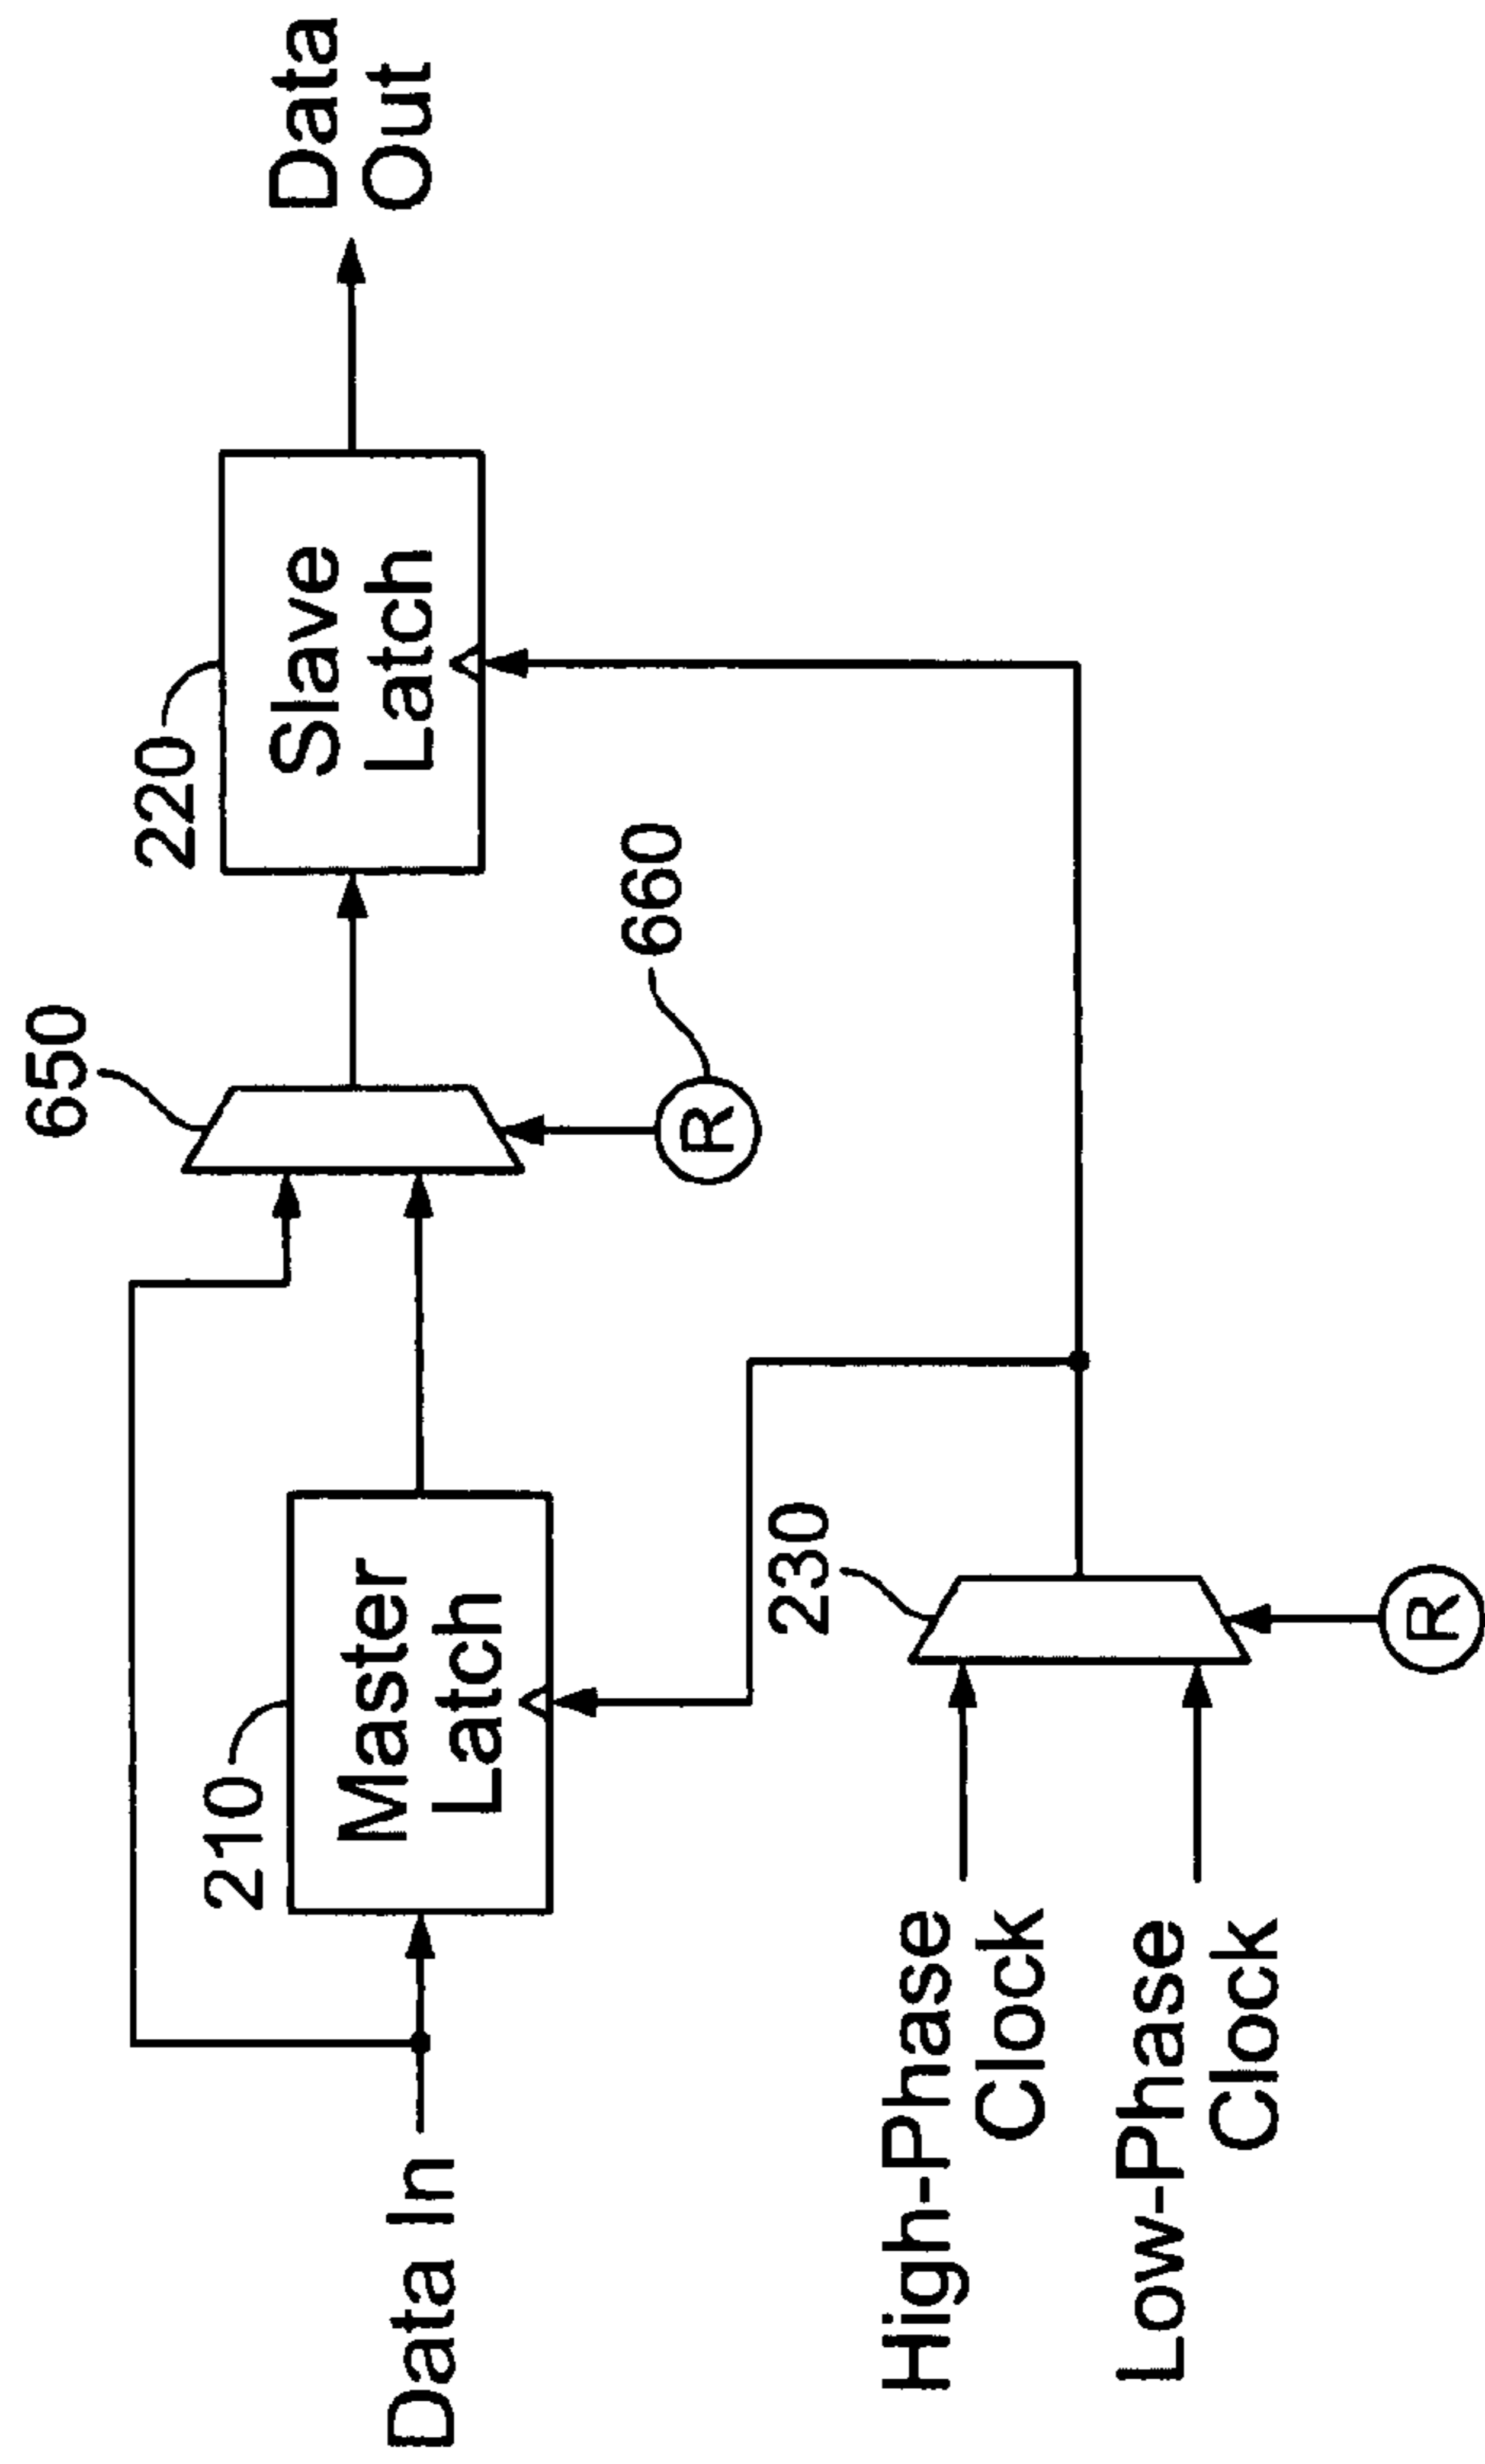 Data In
210
Master
Latch
650
R
660
220
Slave
Latch
Data
Out
High-Phase
Clock
Low-Phase
Clock
230
R